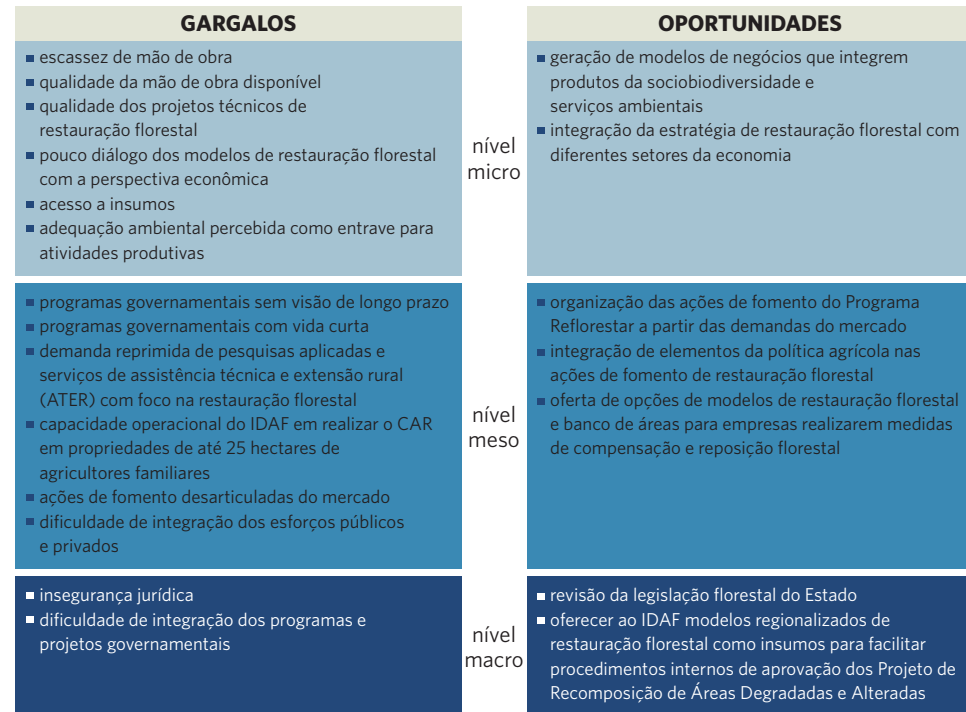 GARGALOS
escassez de mão de obra
qualidade da mão de obra disponível
qualidade dos projetos técnicos de
restauração florestal
pouco diálogo dos modelos de restauração florestal
com a perspectiva econômica
acesso a insumos
adequação ambiental percebida como entrave para
atividades produtivas
nível
micro
OPORTUNIDADES
geração de modelos de negócios que integrem
produtos da sociobiodiversidade e
serviços ambientais
integração da estratégia de restauração florestal com
diferentes setores da economia
programas governamentais sem visão de longo prazo
programas governamentais com vida curta
demanda reprimida de pesquisas aplicadas e
serviços de assistência técnica e extensão rural
(ATER) com foco na restauração florestal
capacidade operacional do IDAF em realizar o CAR
em propriedades de até 25 hectares de
agricultores familiares
ações de fomento desarticuladas do mercado
dificuldade de integração dos esforços públicos
e privados
nível
meso
organização das ações de fomento do Programa
Reflorestar a partir das demandas do mercado
integração de elementos da política agrícola nas
ações de fomento de restauração florestal
oferta de opções de modelos de restauração florestal
e banco de áreas para empresas realizarem medidas
de compensação e reposição florestal
insegurança jurídica
dificuldade de integração dos programas e
projetos governamentais
nível
macro
revisão da legislação florestal do Estado
oferecer ao IDAF modelos regionalizados de
restauração florestal como insumos para facilitar
procedimentos internos de aprovação dos Projeto de
Recomposição de Áreas Degradadas e Alteradas